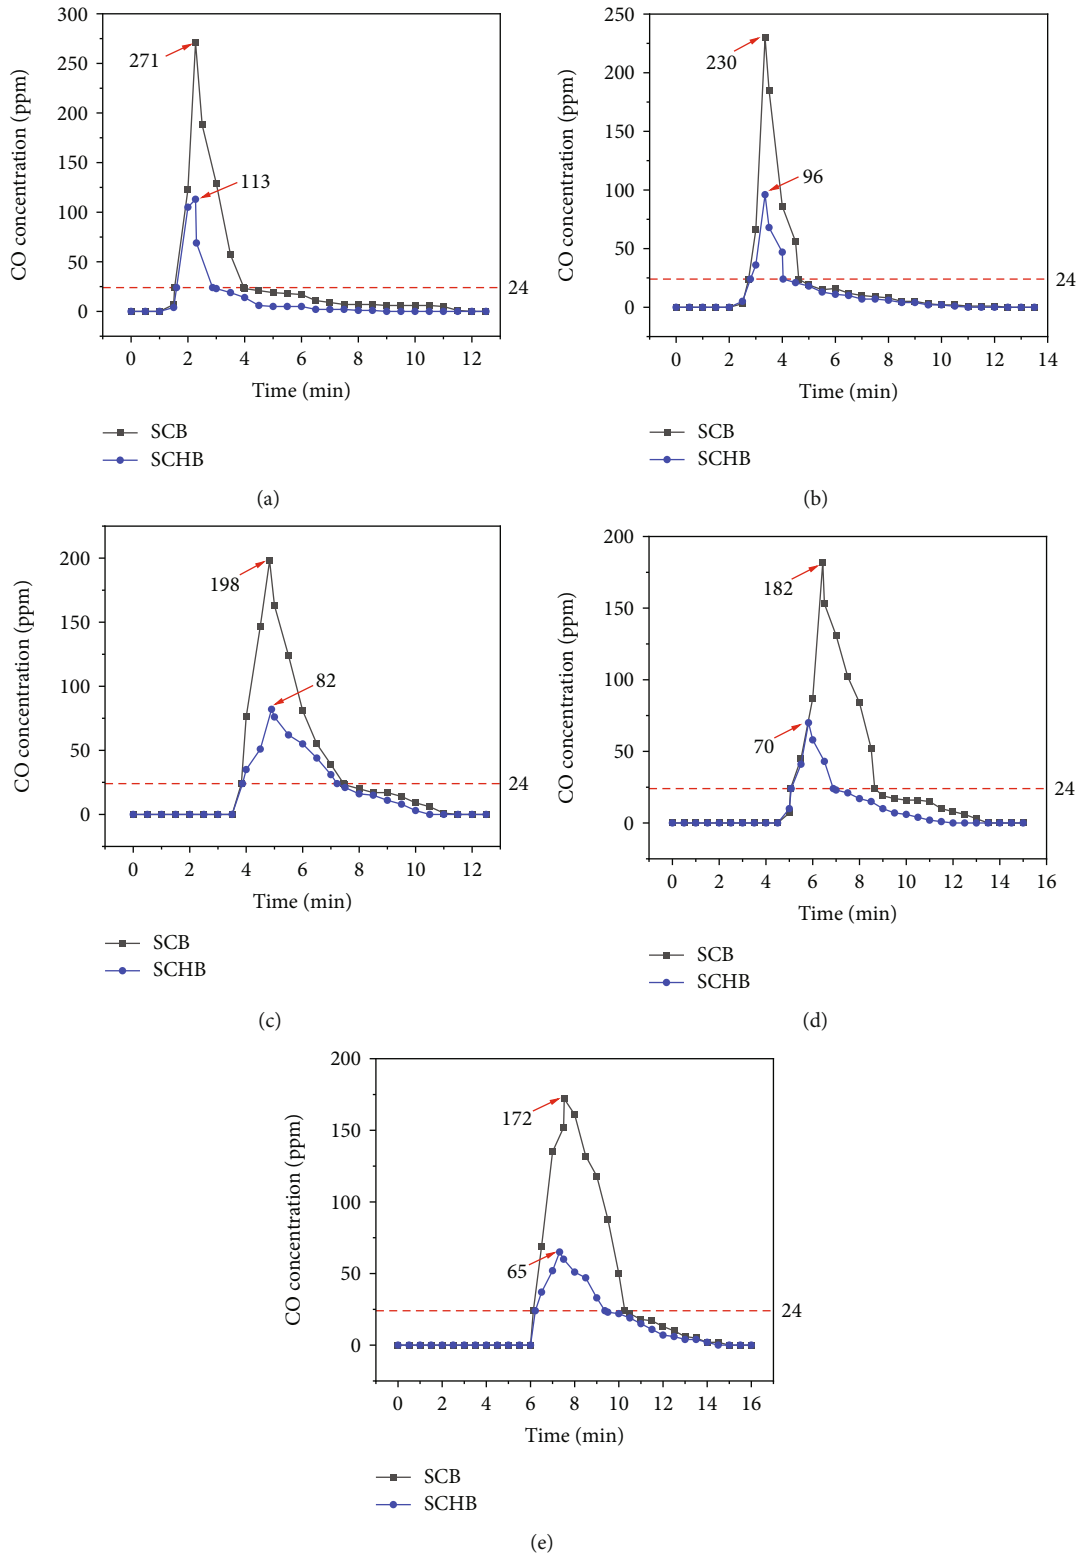 300
250
200
150
100
50
0
CO concentration (ppm)
271
113
24
0 2 4 6 8 10 12
Time (min)
SCB
SCHB
(a)
250
200
150
100
50
0
CO concentration (ppm)
230
96
24
0 2 4 6 8 10 12 14
Time (min)
SCB
SCHB
(b)
200
150
100
50
0
CO concentration (ppm)
198
82
24
0 2 4 6 8 10 12
Time (min)
SCB
SCHB
(c)
200
150
100
50
0
CO concentration (ppm)
182
70
24
0 2 4 6 8 10 12 14 16
Time (min)
SCB
SCHB
(d)
200
150
100
50
0
CO concentration (ppm)
172
65
24
0 2 4 6 8 10 12 14 16
Time (min)
SCB
SCHB
(e)